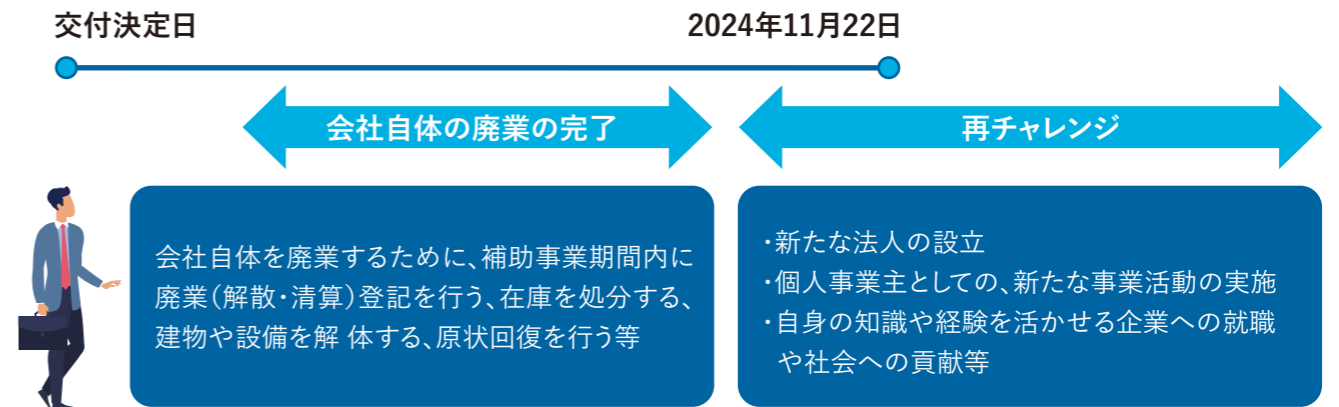 交付決定日
2024年11月22日
会社自体の廃業の完了
再チャレンジ
会社自体を廃業するために、補助事業期間内に
廃業(解散・清算)登記を行う、在庫を処分する、
建物や設備を解 体する、原状回復を行う等
・新たな法人の設立
・個人事業主としての、新たな事業活動の実施
・自身の知識や経験を活かせる企業への就職
や社会への貢献等